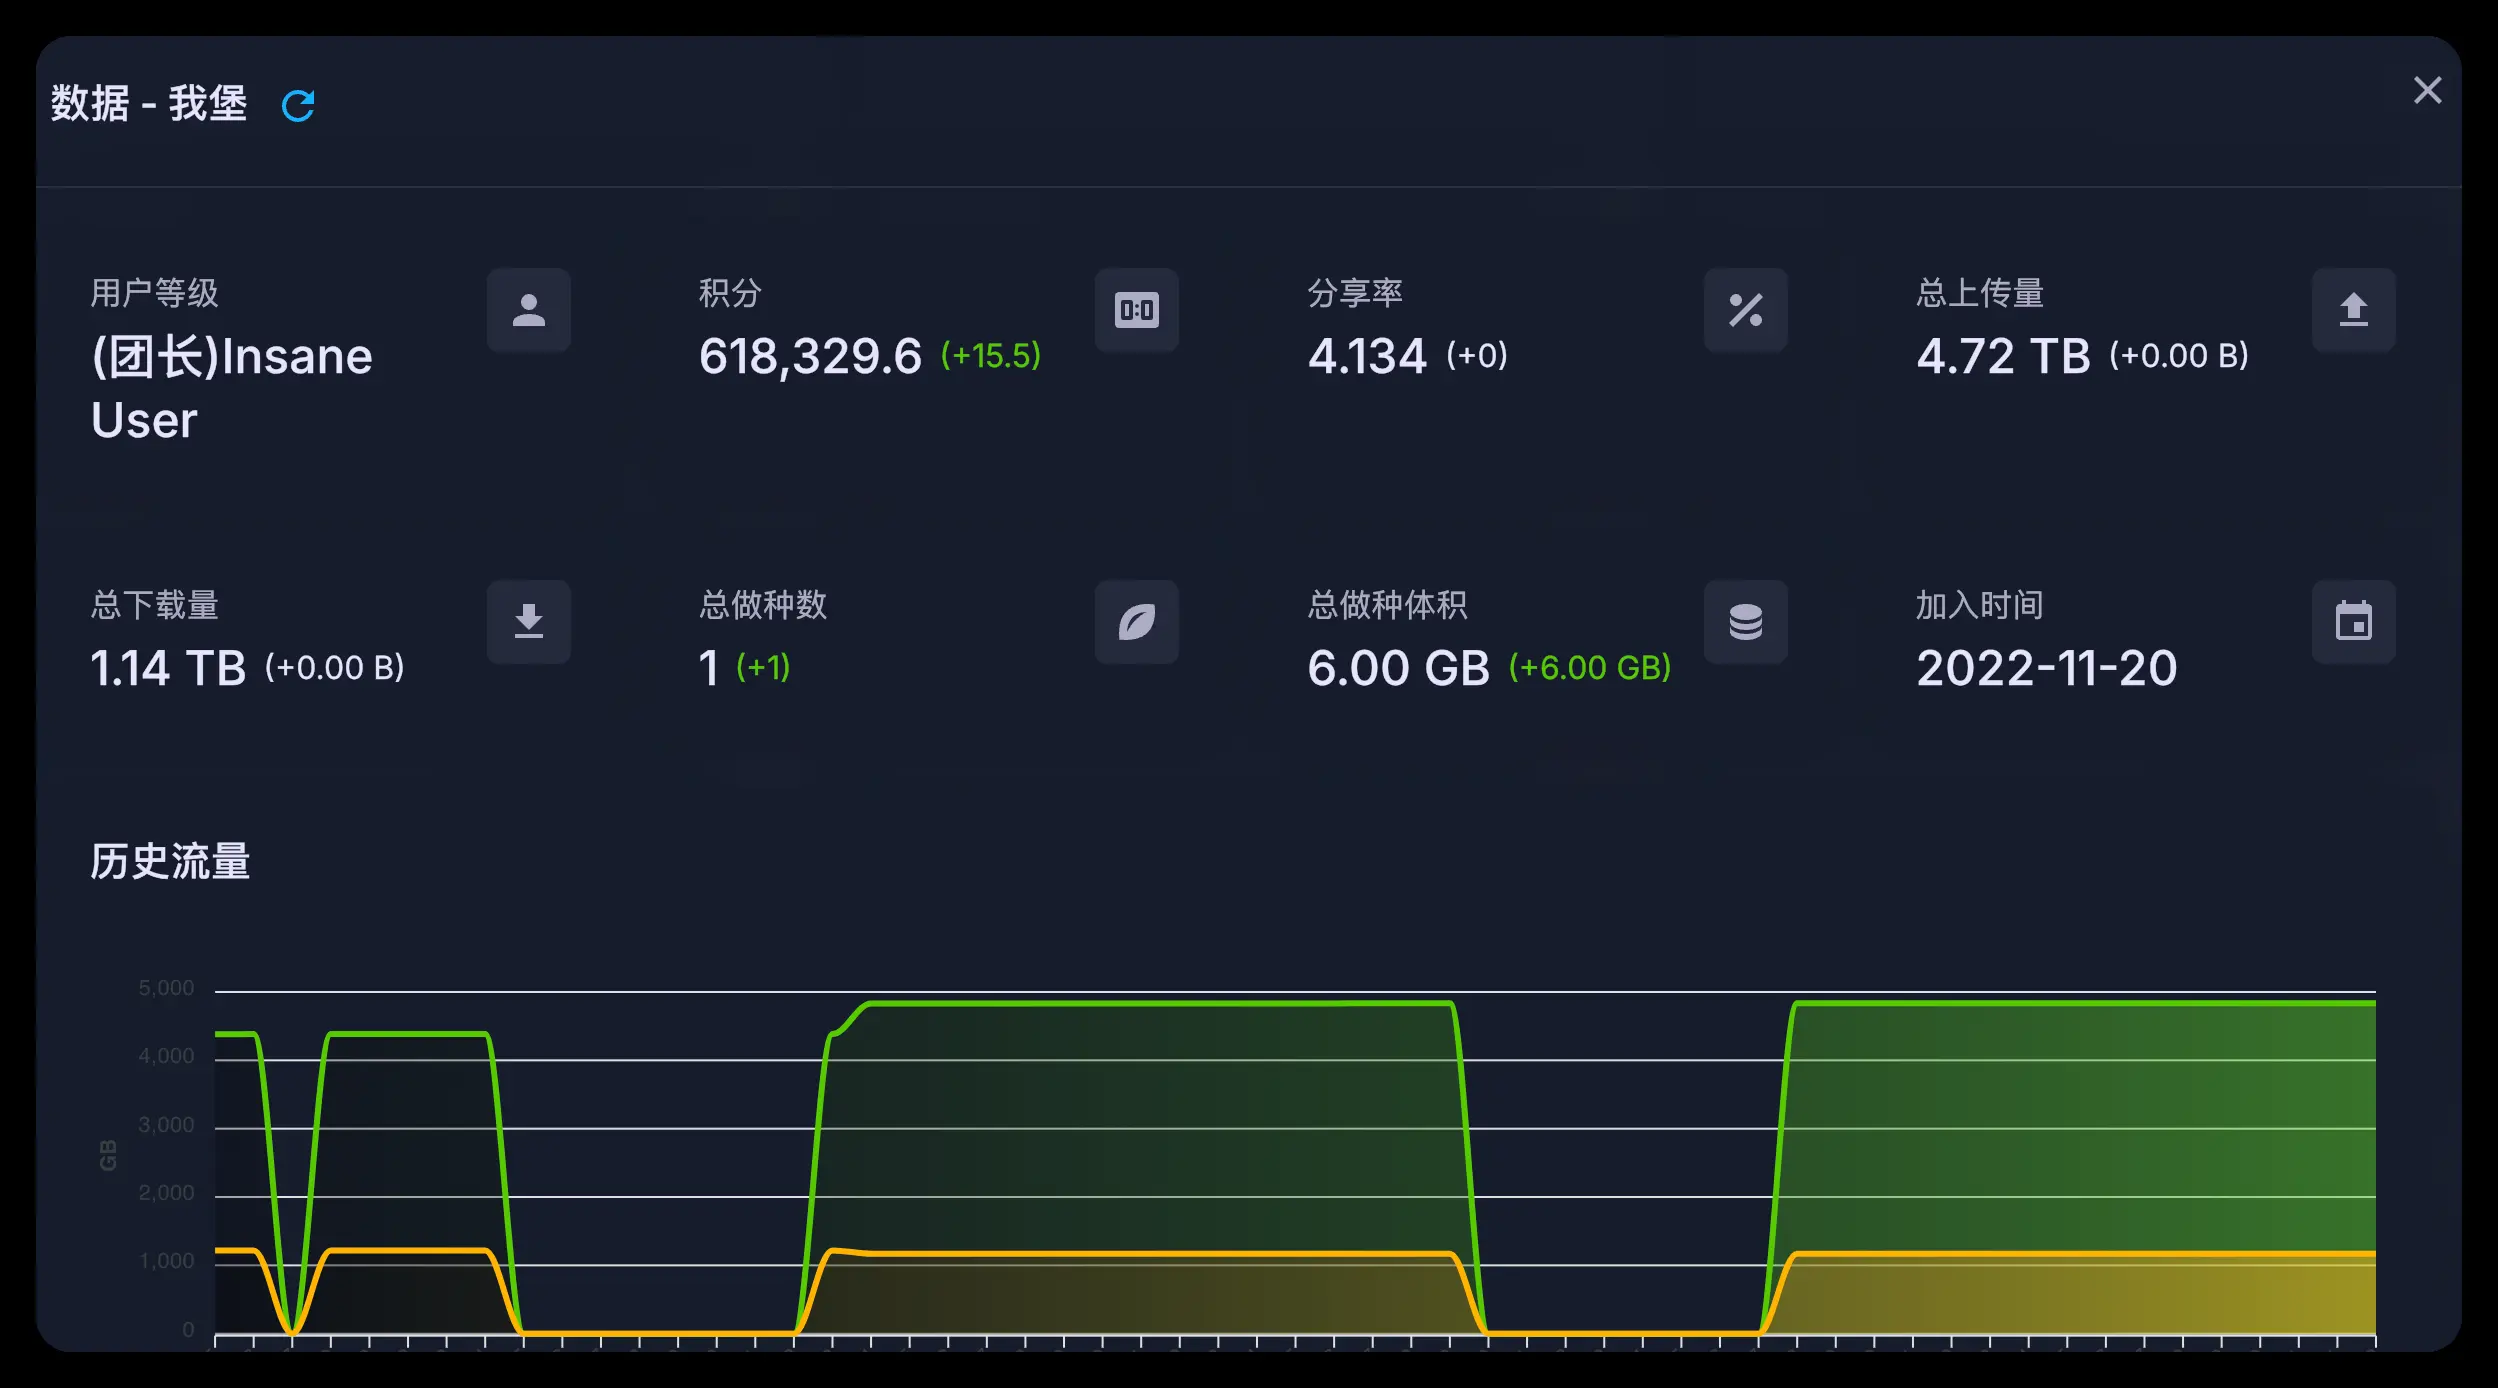 数据 - 我堡
用户等级
(团长)Insane
User
积分
618,329.6 (+15.5)
分享率
4.134 (+0)
总上传量
4.72 TB (+0.00 B)
总下载量
1.14 TB (+0.00 B)
总做种数
1 (+1)
总做种体积
6.00 GB (+6.00 GB)
加入时间
2022-11-20
历史流量
5,000
4,000
3,000
2,000
1,000
0
GB